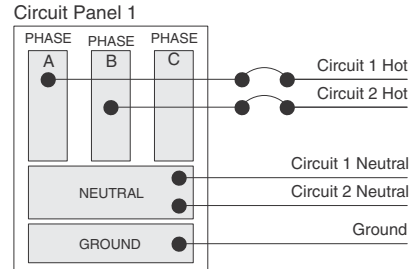 Circuit Panel 1
PHASE PHASE PHASE
A B C
Circuit 1 Hot
Circuit 2 Hot
Circuit 1 Neutral
NEUTRAL
Circuit 2 Neutral
Ground
GROUND